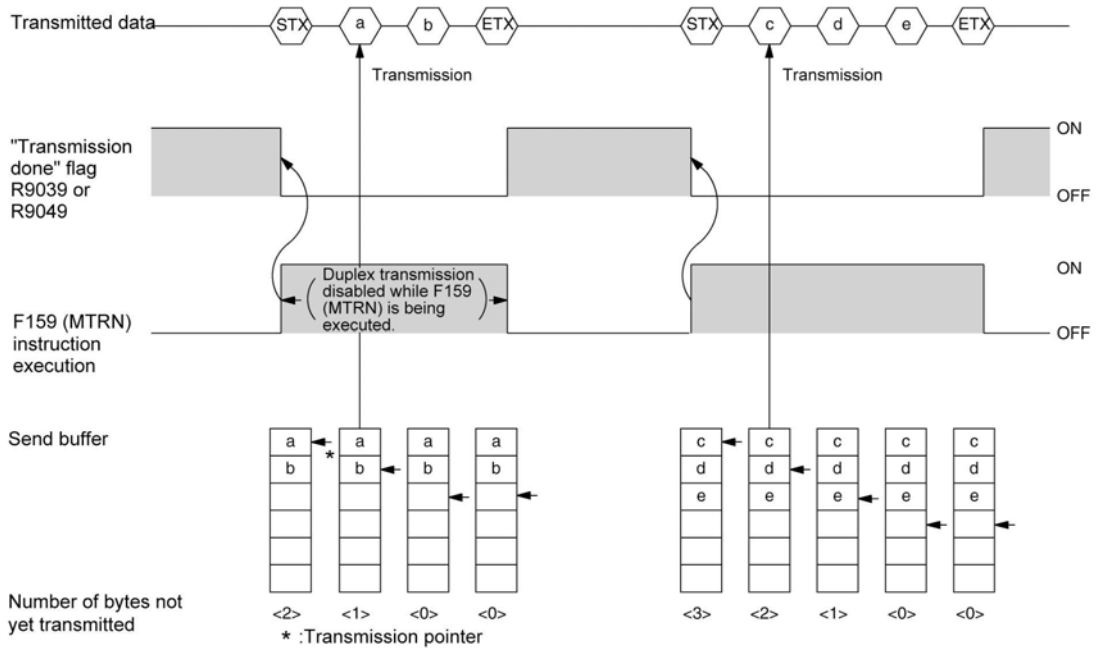 Transmitted data STX a b ETX STX c d e ETX
Transmission Transmission
"Transmission
done" flag
R9039 or
R9049
ON
OFF
Duplex transmission
disabled while F159
(MTRN) is being
executed.
ON
OFF
F159 (MTRN)
instruction
execution
Send buffer
a a a a c c c c c
* b b b b d d d d d
e e e e e
Number of bytes not
yet transmitted
<2> <1> <0> <0> <3> <2> <1> <0> <0>
* :Transmission pointer